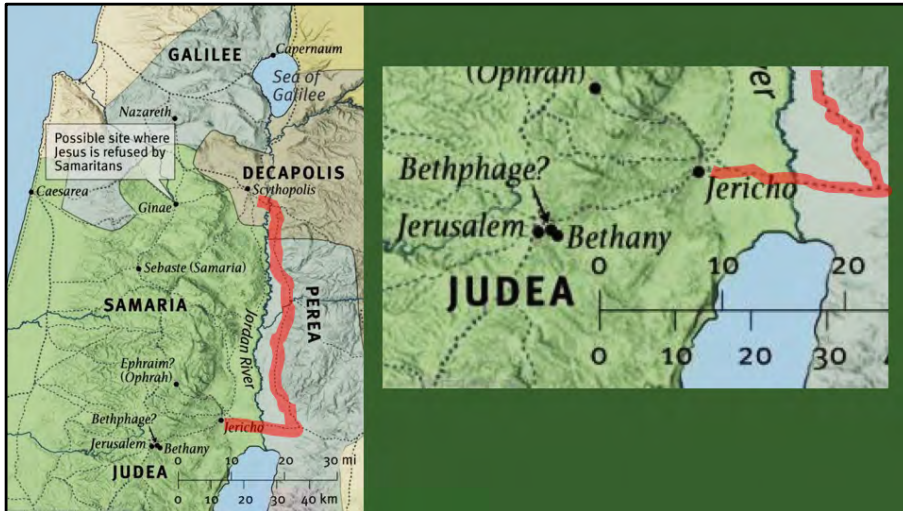 GALILEE
Capernaum
Sea of
Galilee
Nazareth
Possible site where
Jesus is refused by
Samaritans
DECAPOLIS
Scythopolis
Caesarea
Ginae
Sebaste (Samaria)
SAMARIA
PEREA
Jordan River
Ephraim?
(Ophrah)
Bethphage?
Jericho
Jerusalem
Bethany
JUDEA
0 10 20 30 mi
0 10 20 30 40 km
(Ophrah)
Bethphage?
Jericho
Jerusalem
Bethany
JUDEA
0 10 20
0 10 20 30